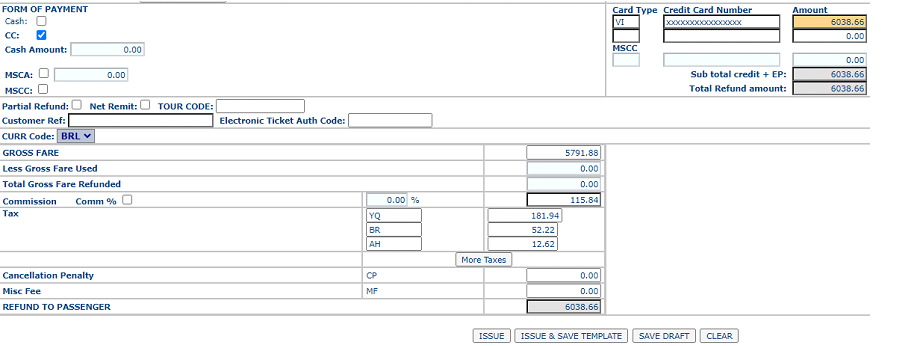 FORM OF PAYMENT
Cash:
CC:
Cash Amount: 0.00
MSCA: 0.00
MSCC:
Card Type Credit Card Number Amount
VI xxxxxxxxxxxxxxxx 6038.66
0.00
MSCC
0.00
Sub total credit + EP: 6038.66
Total Refund amount: 6038.66
Partial Refund: Net Remit: TOUR CODE:
Customer Ref: Electronic Ticket Auth Code:
CURR Code: BRL
GROSS FARE 5791.88
Less Gross Fare Used 0.00
Total Gross Fare Refunded 0.00
Commission Comm % 0.00 % 115.84
Tax YQ 181.94
BR 52.22
AH 12.62
More Taxes
Cancellation Penalty CP 0.00
Misc Fee MF 0.00
REFUND TO PASSENGER 6038.66
ISSUE ISSUE & SAVE TEMPLATE SAVE DRAFT CLEAR